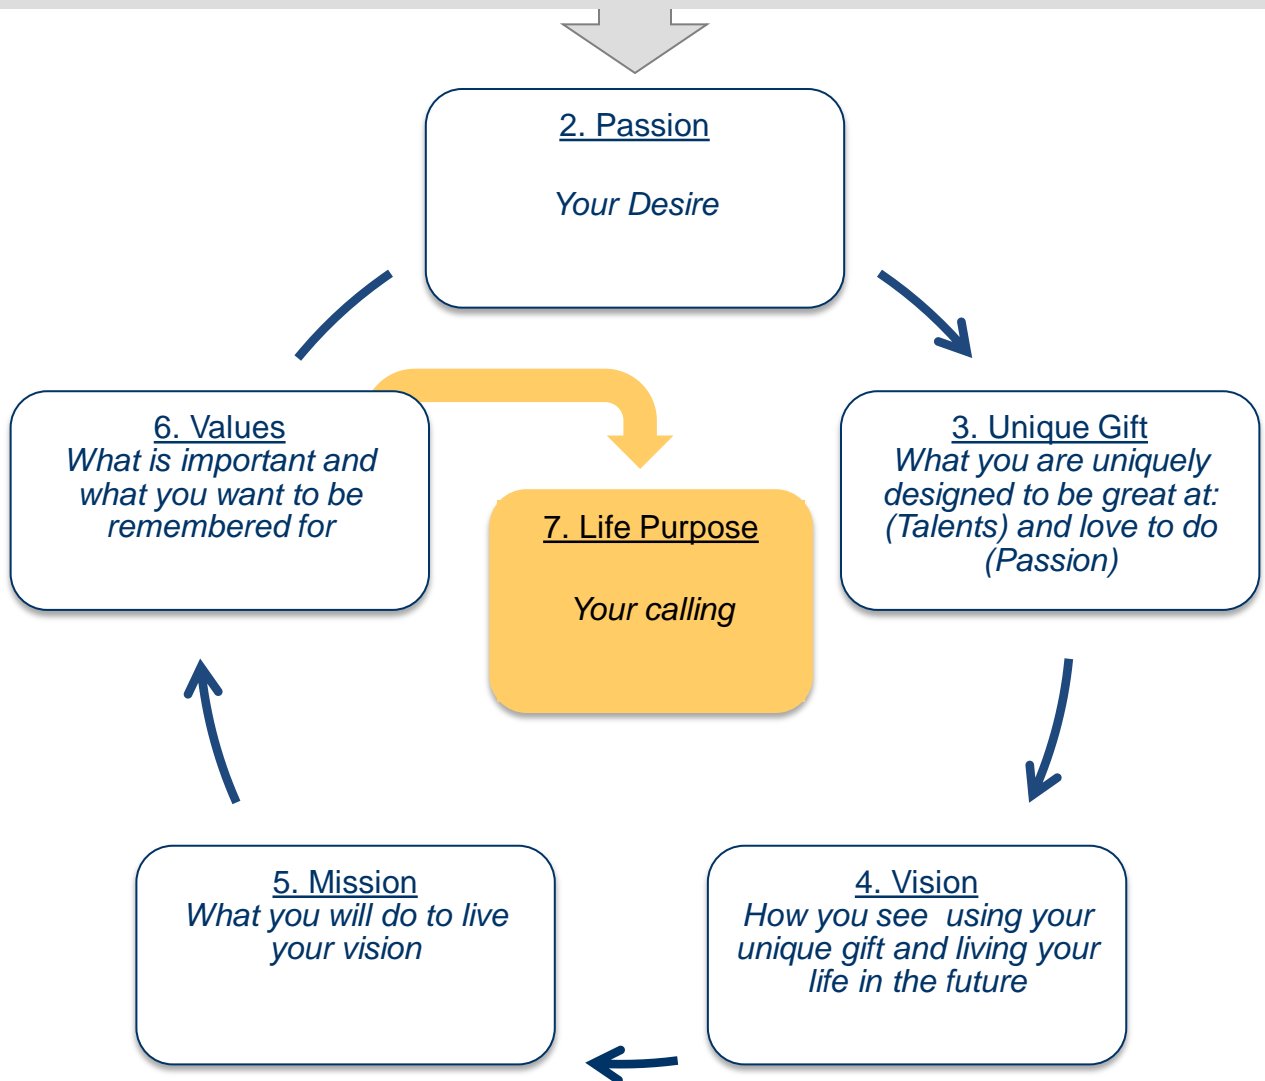 2. Passion
Your Desire
3. Unique Gift
What you are uniquely
designed to be great at:
(Talents) and love to do
(Passion)
4. Vision
How you see  using your
unique gift and living your
life in the future
5. Mission
What you will do to live
your vision
6. Values
What is important and
what you want to be
remembered for
7. Life Purpose
Your calling